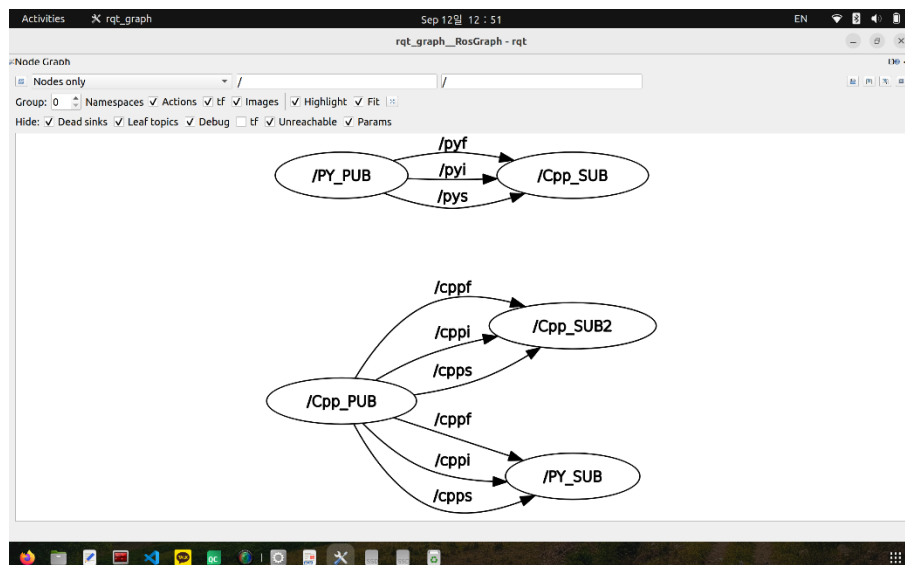 Activities rqt_graph Sep 12일 12 : 51 EN
rqt_graph__RosGraph - rqt
Node Graph
Nodes only / /
Group: 0 Namespaces Actions tf Images Highlight Fit
Hide: Dead sinks Leaf topics Debug tf Unreachable Params
/pyf
/PY_PUB /pyi /Cpp_SUB
/pys
/cppf
/cppi /Cpp_SUB2
/cpps
/Cpp_PUB
/cppf
/cppi
/PY_SUB
/cpps